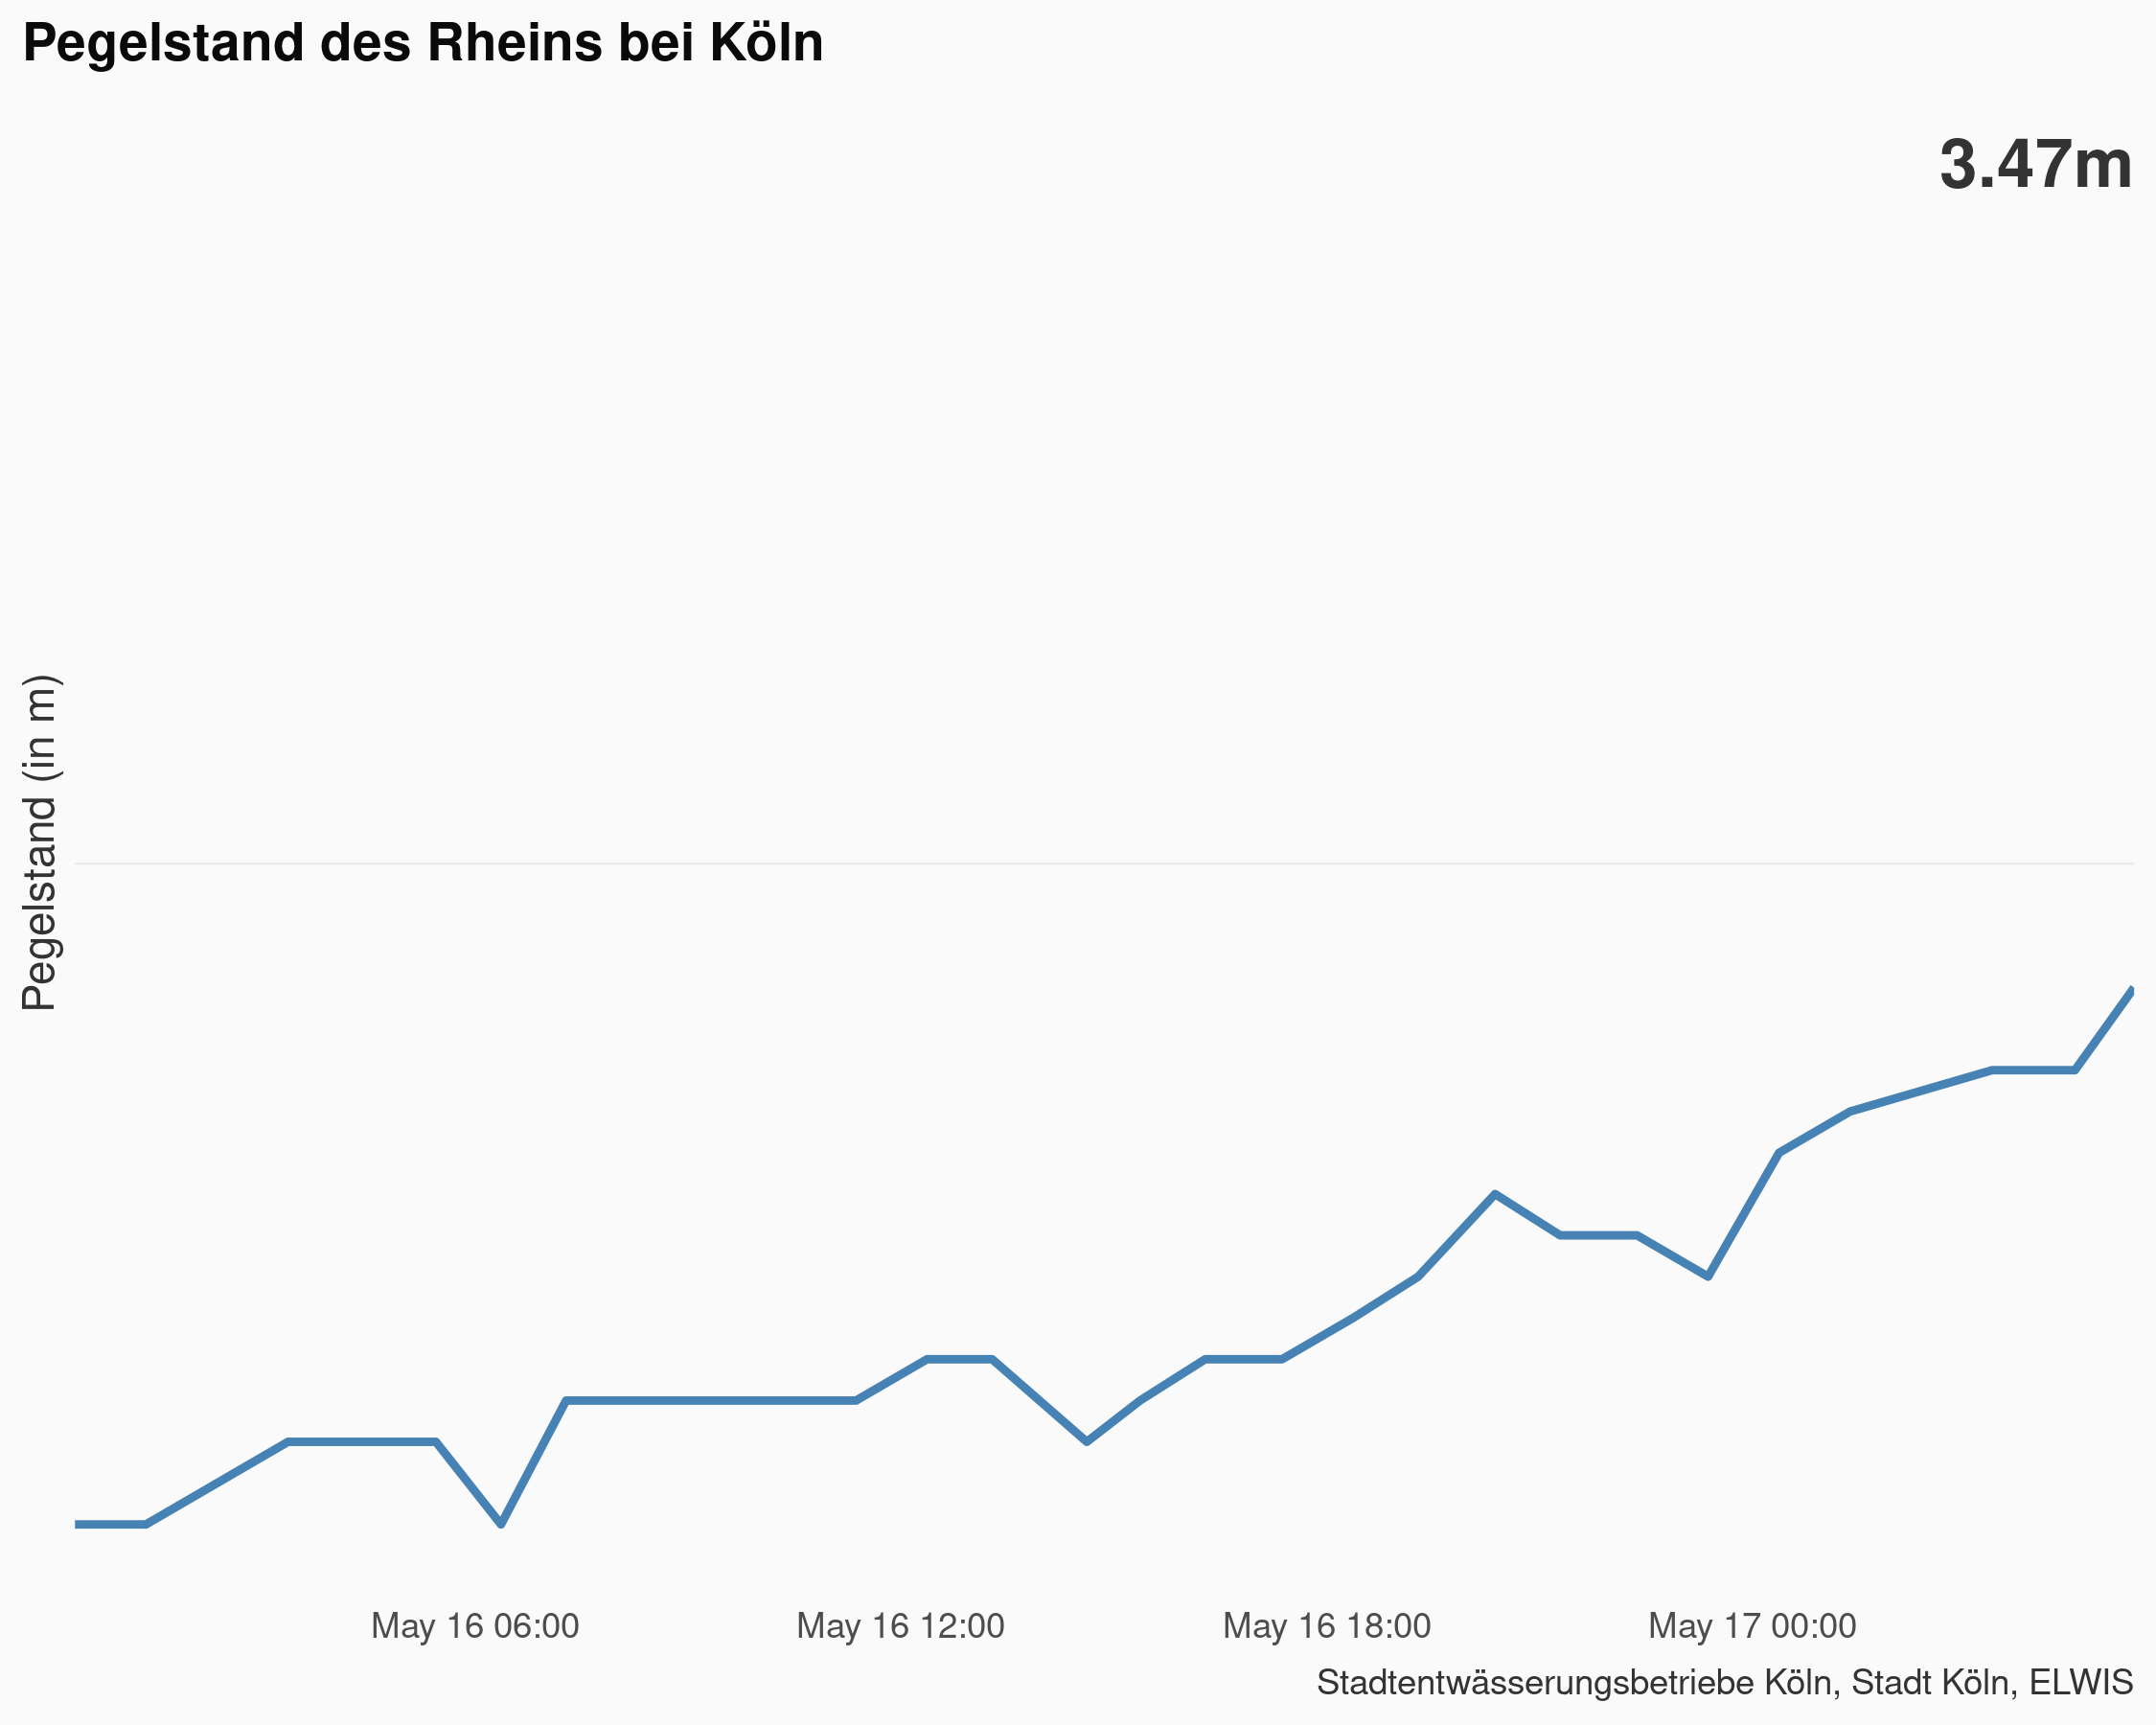 Pegelstand des Rheins bei Köln
3.47m
Pegelstand (in m)
May 16 06:00
May 16 12:00
May 16 18:00
May 17 00:00
Stadtentwässerungsbetriebe Köln, Stadt Köln, ELWIS